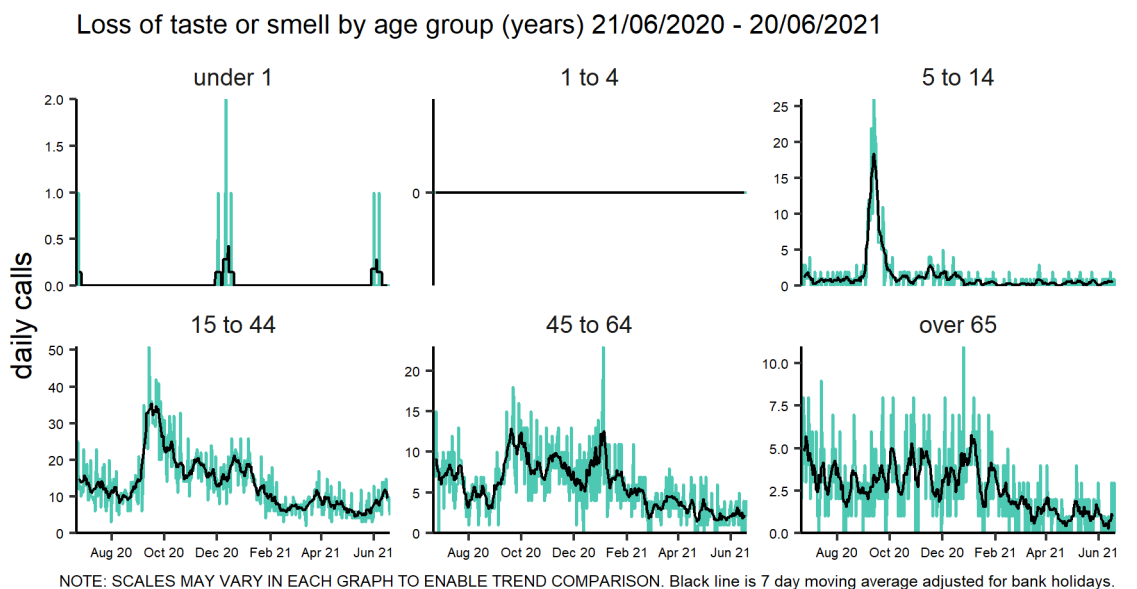 Loss of taste or smell by age group (years) 21/06/2020 - 20/06/2021
under 1
1 to 4
5 to 14
2.0
1.5
1.0
0.5
0.0
0
25
20
15
10
5
0
daily calls
15 to 44
45 to 64
over 65
50
40
30
20
10
0
20
15
10
5
0
10.0
7.5
5.0
2.5
0.0
Aug 20 Oct 20 Dec 20 Feb 21 Apr 21 Jun 21
Aug 20 Oct 20 Dec 20 Feb 21 Apr 21 Jun 21
Aug 20 Oct 20 Dec 20 Feb 21 Apr 21 Jun 21
NOTE: SCALES MAY VARY IN EACH GRAPH TO ENABLE TREND COMPARISON. Black line is 7 day moving average adjusted for bank holidays.